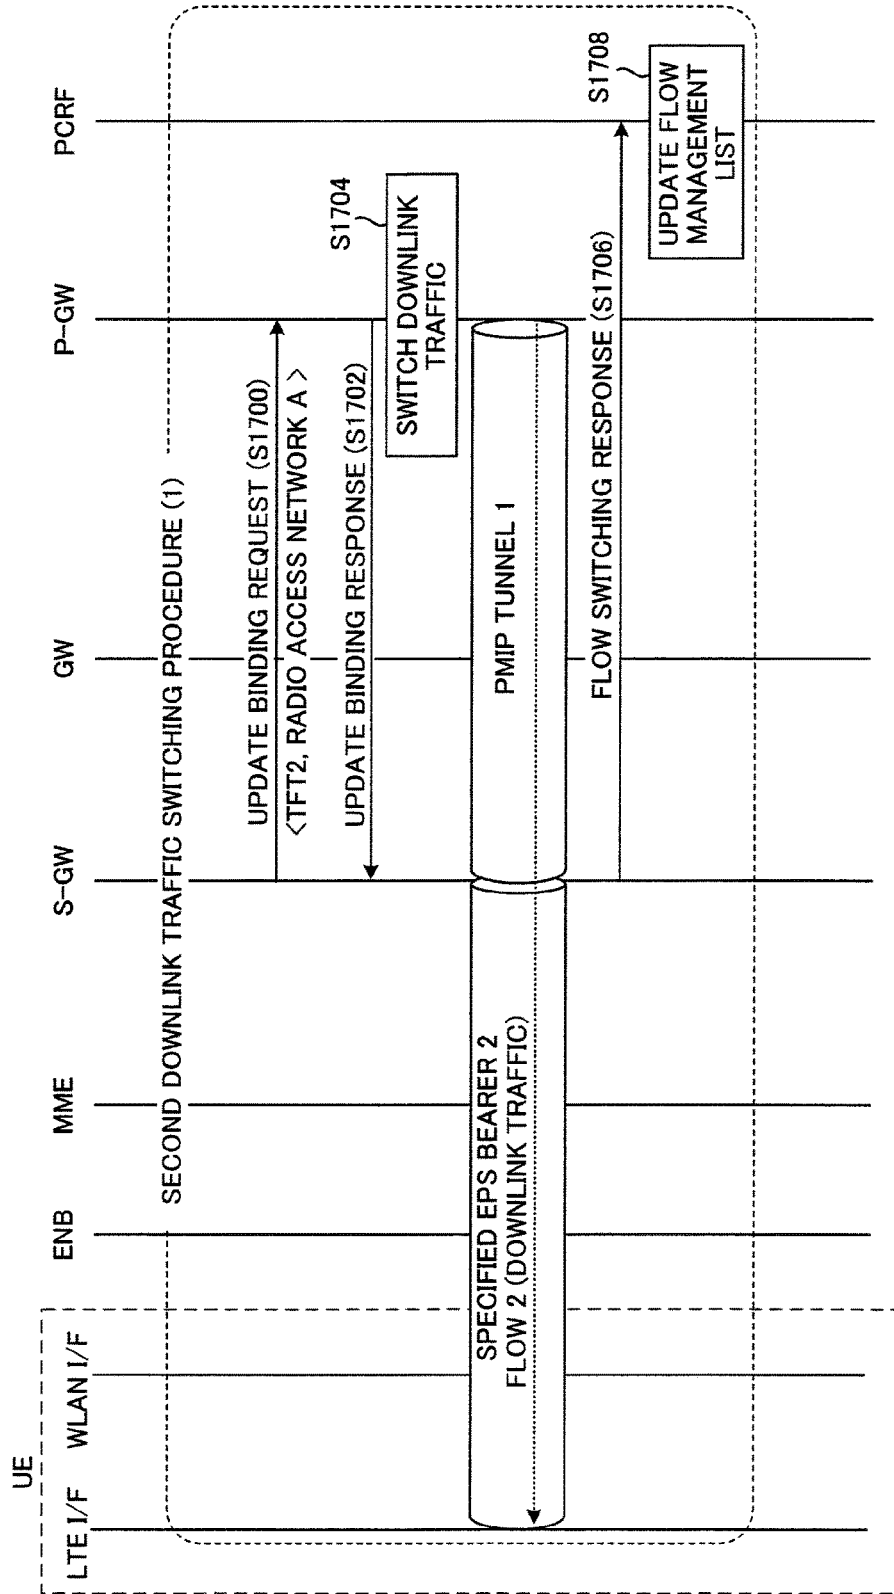 UE
LTE I/F
WLAN I/F
ENB
MME
S-GW
GW
P-GW
PCRF
SECOND DOWNLINK TRAFFIC SWITCHING PROCEDURE (1)
UPDATE BINDING REQUEST (S1700)
<TFT2, RADIO ACCESS NETWORK A >
UPDATE BINDING RESPONSE (S1702)
S1704
SWITCH DOWNLINK
TRAFFIC
SPECIFIED EPS BEARER 2
FLOW 2 (DOWNLINK TRAFFIC)
PMIP TUNNEL 1
FLOW SWITCHING RESPONSE (S1706)
S1708
UPDATE FLOW
MANAGEMENT
LIST